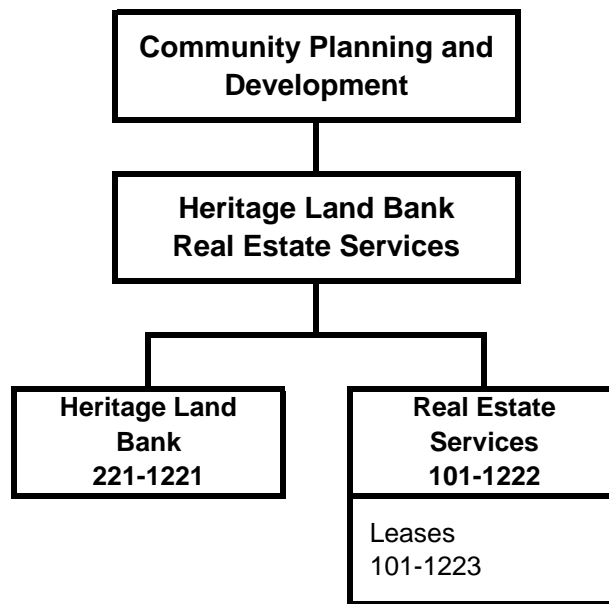 Community Planning and
Development
Heritage Land Bank
Real Estate Services
Heritage Land
Bank
221-1221
Real Estate
Services
101-1222
Leases
101-1223